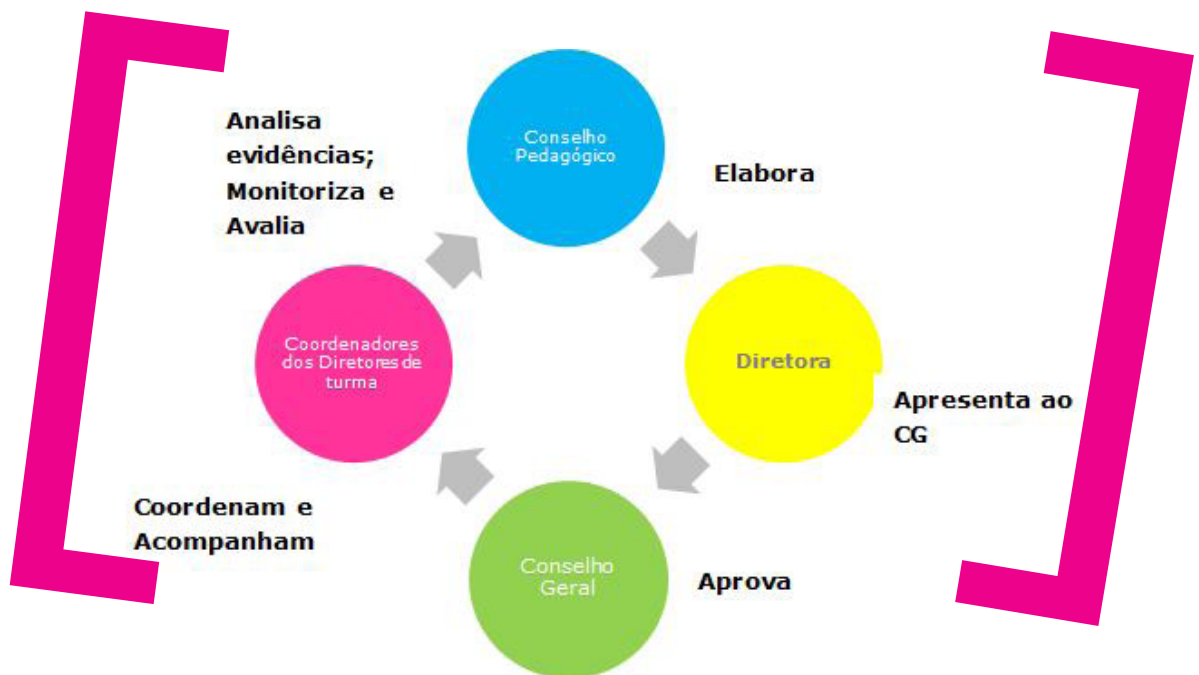 Conselho
Pedagógico
Elabora
Diretora
Apresenta ao
CG
Conselho
Geral
Aprova
Coordenadores
dos Diretores de
turma
Coordenam e
Acompanham
Analisa
evidências;
Monitoriza e
Avalia